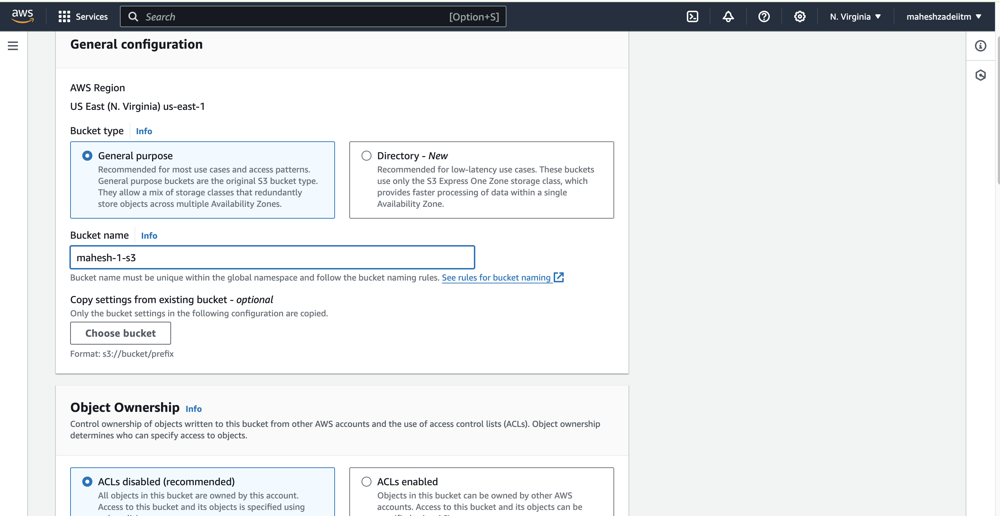 aws
Services
Search [Option+S]
N. Virginia ▼
maheshzadeiitm ▼
General configuration
AWS Region
US East (N. Virginia) us-east-1
Bucket type Info
General purpose
Recommended for most use cases and access patterns.
General purpose buckets are the original S3 bucket type.
They allow a mix of storage classes that redundantly
store objects across multiple Availability Zones.
Directory - New
Recommended for low-latency use cases. These buckets
use only the S3 Express One Zone storage class, which
provides faster processing of data within a single
Availability Zone.
Bucket name Info
mahesh-1-s3
Bucket name must be unique within the global namespace and follow the bucket naming rules. See rules for bucket naming
Copy settings from existing bucket - optional
Only the bucket settings in the following configuration are copied.
Choose bucket
Format: s3://bucket/prefix
Object Ownership Info
Control ownership of objects written to this bucket from other AWS accounts and the use of access control lists (ACLs). Object ownership
determines who can specify access to objects.
ACLs disabled (recommended)
All objects in this bucket are owned by this account.
Access to this bucket and its objects is specified using
ACLs enabled
Objects in this bucket can be owned by other AWS
accounts. Access to this bucket and its objects can be